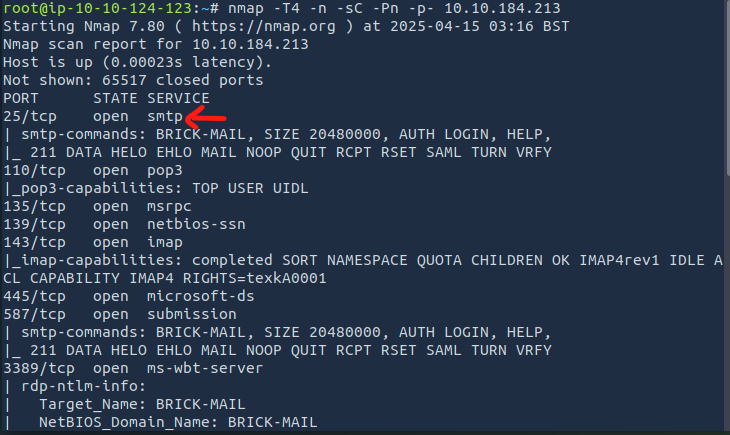 root@ip-10-10-124-123:~# nmap -T4 -n -sC -Pn -p- 10.10.184.213
Starting Nmap 7.80 ( https://nmap.org ) at 2025-04-15 03:16 BST
Nmap scan report for 10.10.184.213
Host is up (0.00023s latency).
Not shown: 65517 closed ports
PORT      STATE SERVICE
25/tcp    open  smtp
| smtp-commands: BRICK-MAIL, SIZE 20480000, AUTH LOGIN, HELP,
|_ 211 DATA HELO EHLO MAIL NOOP QUIT RCPT RSET SAML TURN VRFY
110/tcp   open  pop3
|_pop3-capabilities: TOP USER UIDL
135/tcp   open  msrpc
139/tcp   open  netbios-ssn
143/tcp   open  imap
|_imap-capabilities: completed SORT NAMESPACE QUOTA CHILDREN OK IMAP4rev1 IDLE A
CL CAPABILITY IMAP4 RIGHTS=texkA0001
445/tcp   open  microsoft-ds
587/tcp   open  submission
| smtp-commands: BRICK-MAIL, SIZE 20480000, AUTH LOGIN, HELP,
|_ 211 DATA HELO EHLO MAIL NOOP QUIT RCPT RSET SAML TURN VRFY
3389/tcp  open  ms-wbt-server
| rdp-ntlm-info:
|   Target_Name: BRICK-MAIL
|   NetBIOS_Domain_Name: BRICK-MAIL